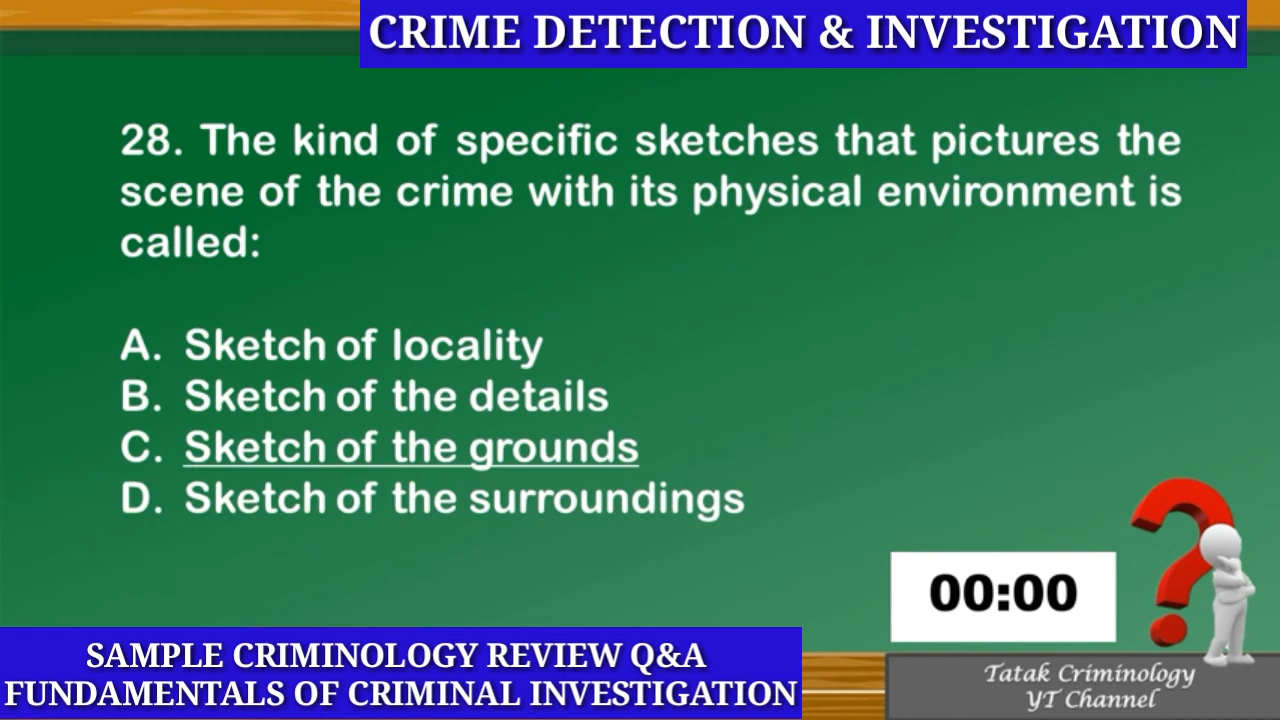 CRIME DETECTION & INVESTIGATION
28. The kind of specific sketches that pictures the
scene of the crime with its physical environment is
called:
A. Sketch of locality
B. Sketch of the details
C. Sketch of the grounds
D. Sketch of the surroundings
00:00
SAMPLE CRIMINOLOGY REVIEW Q&A
FUNDAMENTALS OF CRIMINAL INVESTIGATION
Tatak Criminology
YT Channel